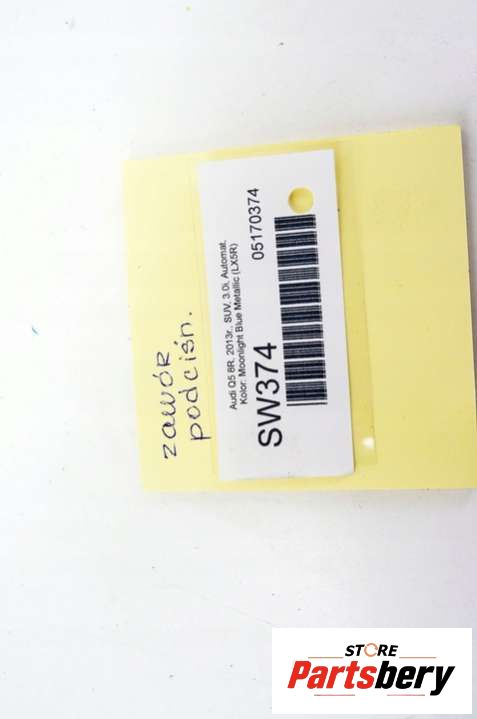 zawór
podciśn.
Audi Q5 8R, 2013r., SUV, 3.0i, Automat.
Kolor: Moonlight Blue Metallic (LX5R)
SW374
05170374
STORE
Partsbery